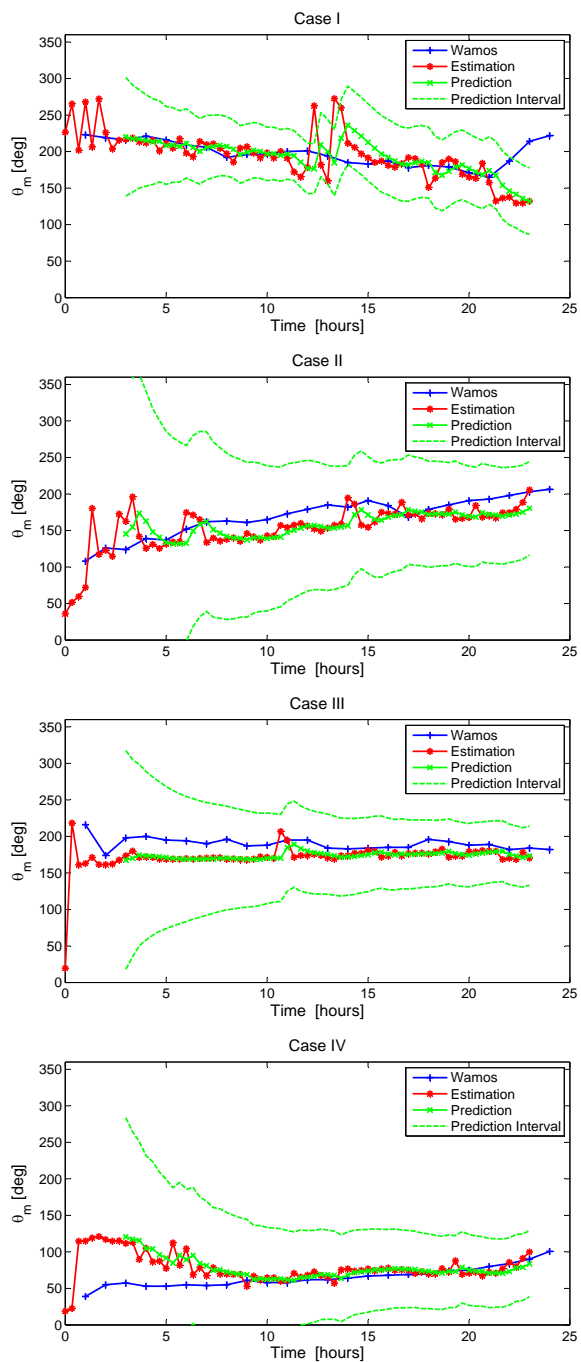 Case I
350
300
250
200
150
100
50
0
θm [deg]
Wamos
Estimation
Prediction
Prediction Interval
0 5 10 15 20 25
Time [hours]
Case II
350
300
250
200
150
100
50
0
θm [deg]
Wamos
Estimation
Prediction
Prediction Interval
0 5 10 15 20 25
Time [hours]
Case III
350
300
250
200
150
100
50
0
θm [deg]
Wamos
Estimation
Prediction
Prediction Interval
0 5 10 15 20 25
Time [hours]
Case IV
350
300
250
200
150
100
50
0
θm [deg]
Wamos
Estimation
Prediction
Prediction Interval
0 5 10 15 20 25
Time [hours]